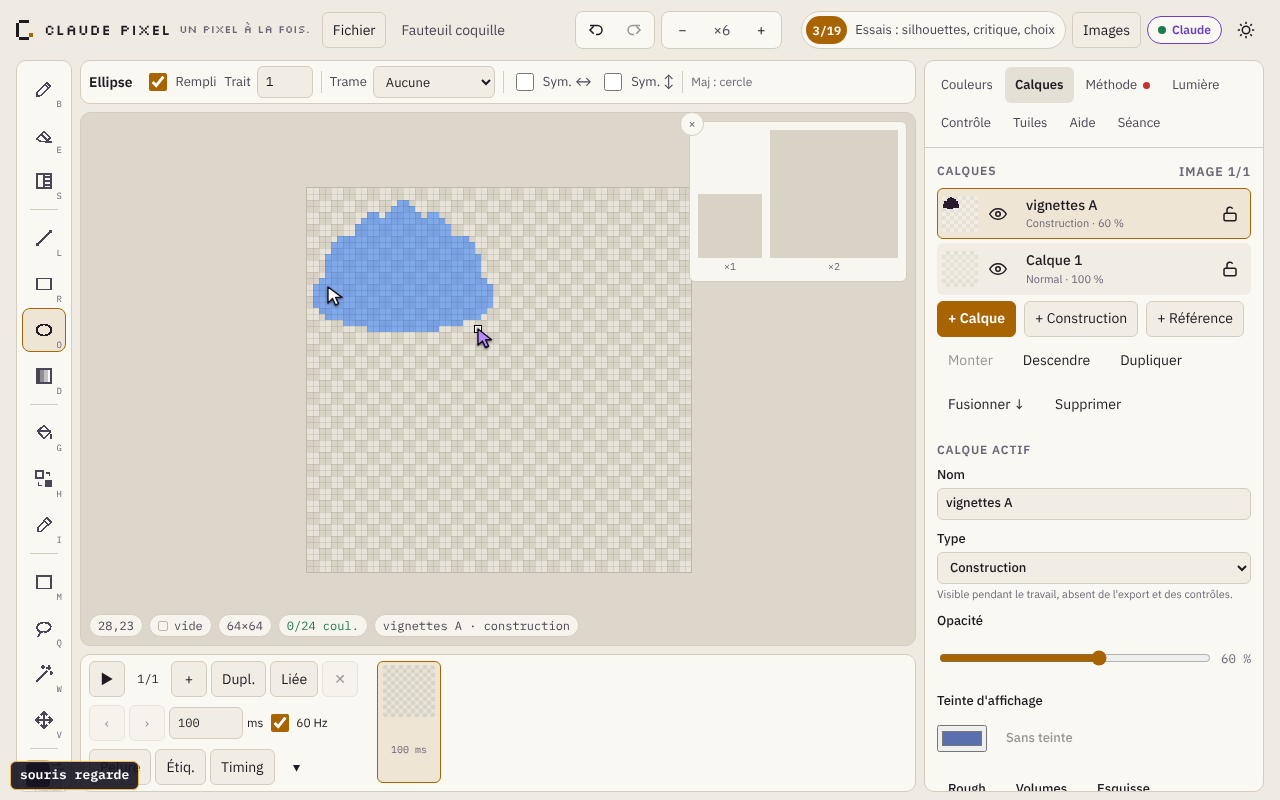 CLAUDE PIXEL UN PIXEL À LA FOIS. Fichier Fauteuil coquille − ×6 + 3/19 Essais : silhouettes, critique, choix Images Claude
Ellipse Rempli Trait 1 Trame Aucune Sym. ↔ Sym. ↕ Maj : cercle
B
E
S
L
R
O
D
G
H
I
M
Q
W
V
×
×1 ×2
28,23 vide 64×64 0/24 coul. vignettes A · construction
1/1 + Dupl. Liée ×
‹ › 100 ms 60 Hz
Étiq. Timing ▼
100 ms
souris regarde
Couleurs Calques Méthode Lumière
Contrôle Tuiles Aide Séance
CALQUES IMAGE 1/1
vignettes A
Construction · 60 %
Calque 1
Normal · 100 %
+ Calque + Construction + Référence
Monter Descendre Dupliquer
Fusionner ↓ Supprimer
CALQUE ACTIF
Nom
vignettes A
Type
Construction
Visible pendant le travail, absent de l'export et des contrôles.
Opacité
60 %
Teinte d'affichage
Sans teinte
Rough Volumes Esquisse